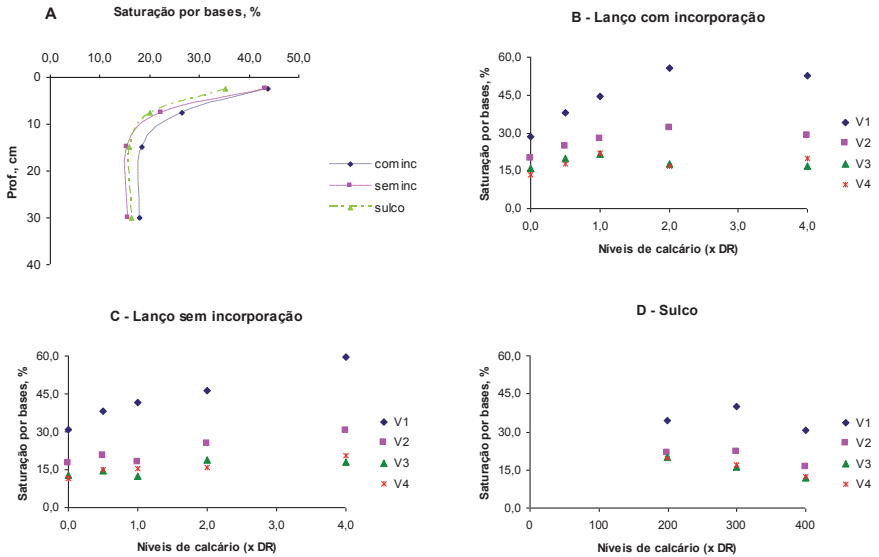 A
Saturação por bases, %
0,0 10,0 20,0 30,0 40,0 50,0
0
10
20
30
40
Prof., cm
com inc
sem inc
sulco
B - Lanço com incorporação
60,0
45,0
30,0
15,0
0,0
Saturação por bases, %
0,0 1,0 2,0 3,0 4,0
Níveis de calcário (x DR)
V1
V2
V3
V4
C - Lanço sem incorporação
60,0
45,0
30,0
15,0
0,0
Saturação por bases, %
0,0 1,0 2,0 3,0 4,0
Níveis de calcário (x DR)
V1
V2
V3
V4
D - Sulco
60,0
45,0
30,0
15,0
0,0
Saturação por bases, %
0 100 200 300 400
Níveis de calcário (x DR)
V1
V2
V3
V4